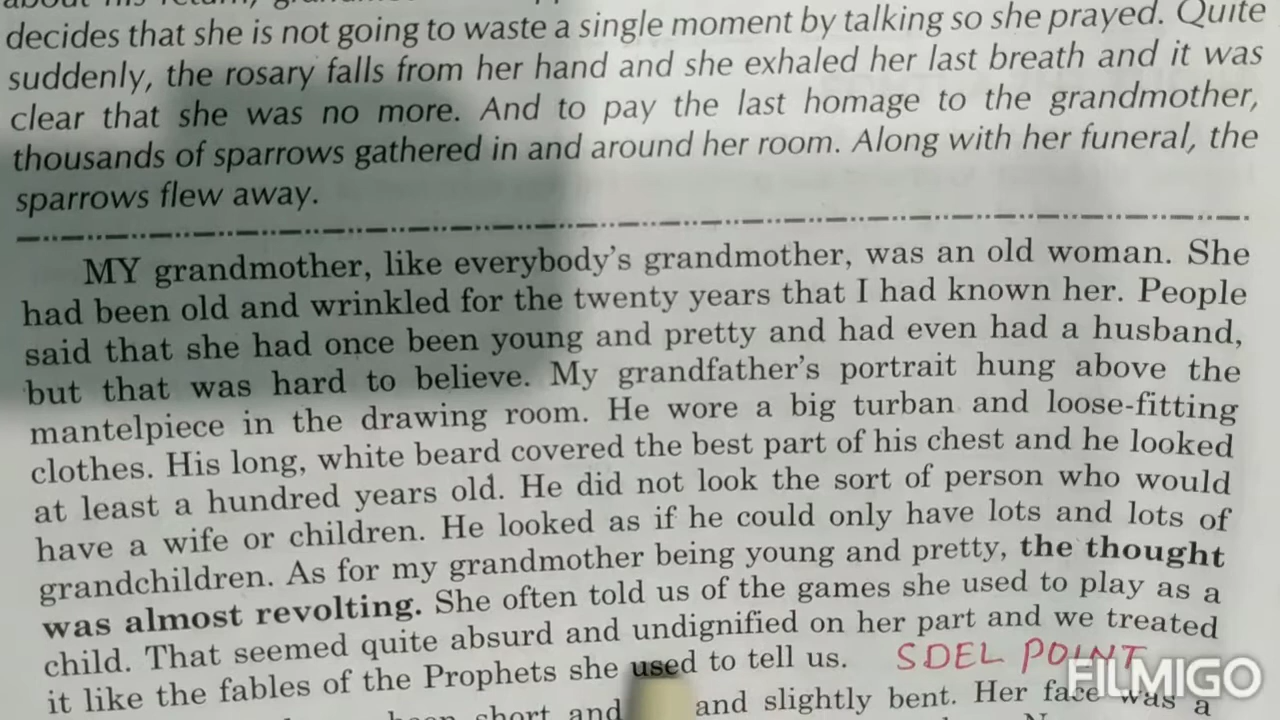 about his return, 
decides that she is not going to waste a single moment by talking so she prayed. Quite
suddenly, the rosary falls from her hand and she exhaled her last breath and it was
clear that she was no more. And to pay the last homage to the grandmother,
thousands of sparrows gathered in and around her room. Along with her funeral, the
sparrows flew away.
MY grandmother, like everybody's grandmother, was an old woman. She
had been old and wrinkled for the twenty years that I had known her. People
said that she had once been young and pretty and had even had a husband,
but that was hard to believe. My grandfather's portrait hung above the
mantelpiece in the drawing room. He wore a big turban and loose-fitting
clothes. His long, white beard covered the best part of his chest and he looked
at least a hundred years old. He did not look the sort of person who would
have a wife or children. He looked as if he could only have lots and lots of
grandchildren. As for my grandmother being young and pretty, the thought
was almost revolting. She often told us of the games she used to play as a
child. That seemed quite absurd and undignified on her part and we treated
it like the fables of the Prophets she used to tell us.
SDEL POINT
FILMIGO
short and and slightly bent. Her face was a